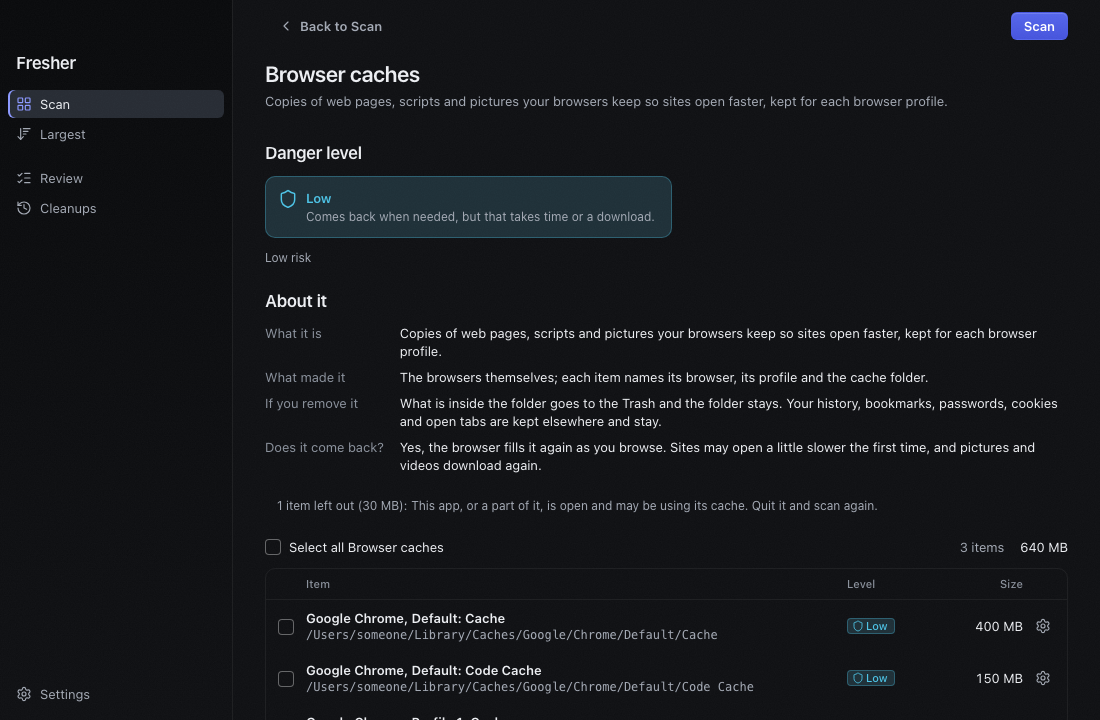 Back to Scan
Scan
Fresher
Scan
Largest
Review
Cleanups
Settings
Browser caches
Copies of web pages, scripts and pictures your browsers keep so sites open faster, kept for each browser profile.
Danger level
Low
Comes back when needed, but that takes time or a download.
Low risk
About it
What it is
Copies of web pages, scripts and pictures your browsers keep so sites open faster, kept for each browser
profile.
What made it
The browsers themselves; each item names its browser, its profile and the cache folder.
If you remove it
What is inside the folder goes to the Trash and the folder stays. Your history, bookmarks, passwords, cookies
and open tabs are kept elsewhere and stay.
Does it come back?
Yes, the browser fills it again as you browse. Sites may open a little slower the first time, and pictures and
videos download again.
1 item left out (30 MB): This app, or a part of it, is open and may be using its cache. Quit it and scan again.
Select all Browser caches
3 items
640 MB
Item
Level
Size
Google Chrome, Default: Cache
/Users/someone/Library/Caches/Google/Chrome/Default/Cache
Low
400 MB
Google Chrome, Default: Code Cache
/Users/someone/Library/Caches/Google/Chrome/Default/Code Cache
Low
150 MB